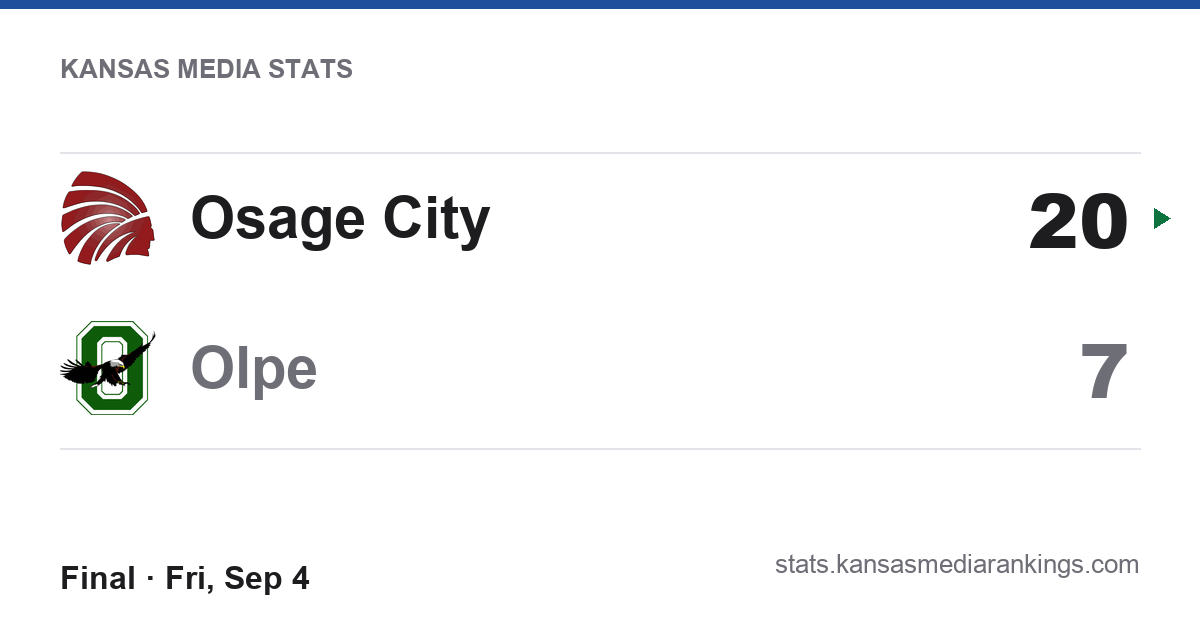 KANSAS MEDIA STATS
Osage City 20
Olpe 7
Final · Fri, Sep 4
stats.kansasmediarankings.com